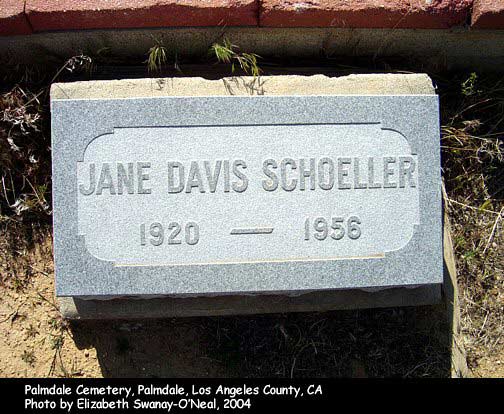 JANE DAVIS SCHOELLER
1920 — 1956
Palmdale Cemetery, Palmdale, Los Angeles County, CA
Photo by Elizabeth Swanay-O'Neal, 2004